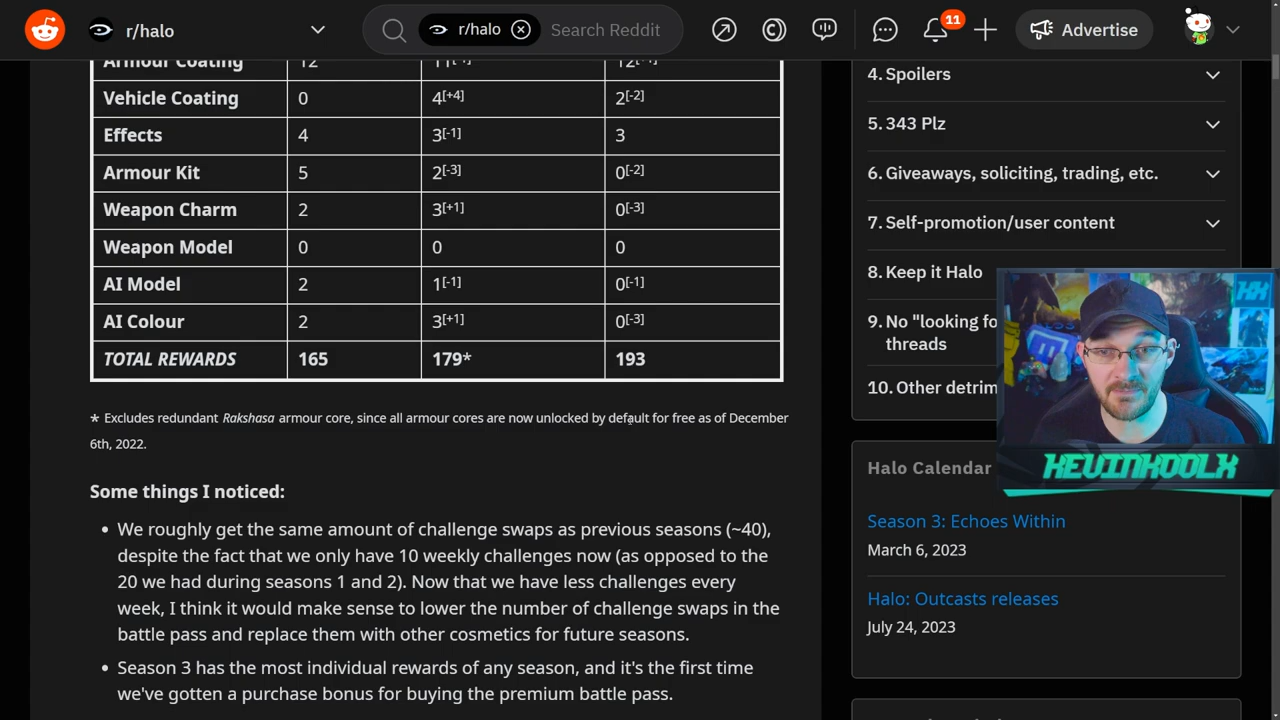 r/halo
r/halo
Search Reddit
11
Advertise
Armour Coating 12 11[-1] 12[+1]
Vehicle Coating 0 4[+4] 2[-2]
Effects 4 3[-1] 3
Armour Kit 5 2[-3] 0[-2]
Weapon Charm 2 3[+1] 0[-3]
Weapon Model 0 0 0
AI Model 2 1[-1] 0[-1]
AI Colour 2 3[+1] 0[-3]
TOTAL REWARDS 165 179* 193
* Excludes redundant Rakshasa armour core, since all armour cores are now unlocked by default for free as of December
6th, 2022.
Some things I noticed:
• We roughly get the same amount of challenge swaps as previous seasons (~40),
despite the fact that we only have 10 weekly challenges now (as opposed to the
20 we had during seasons 1 and 2). Now that we have less challenges every
week, I think it would make sense to lower the number of challenge swaps in the
battle pass and replace them with other cosmetics for future seasons.
• Season 3 has the most individual rewards of any season, and it's the first time
we've gotten a purchase bonus for buying the premium battle pass.
4. Spoilers
5. 343 Plz
6. Giveaways, soliciting, trading, etc.
7. Self-promotion/user content
8. Keep it Halo
9. No "looking fo
threads
10. Other detrim
KEVINKOOLX
Halo Calendar
Season 3: Echoes Within
March 6, 2023
Halo: Outcasts releases
July 24, 2023